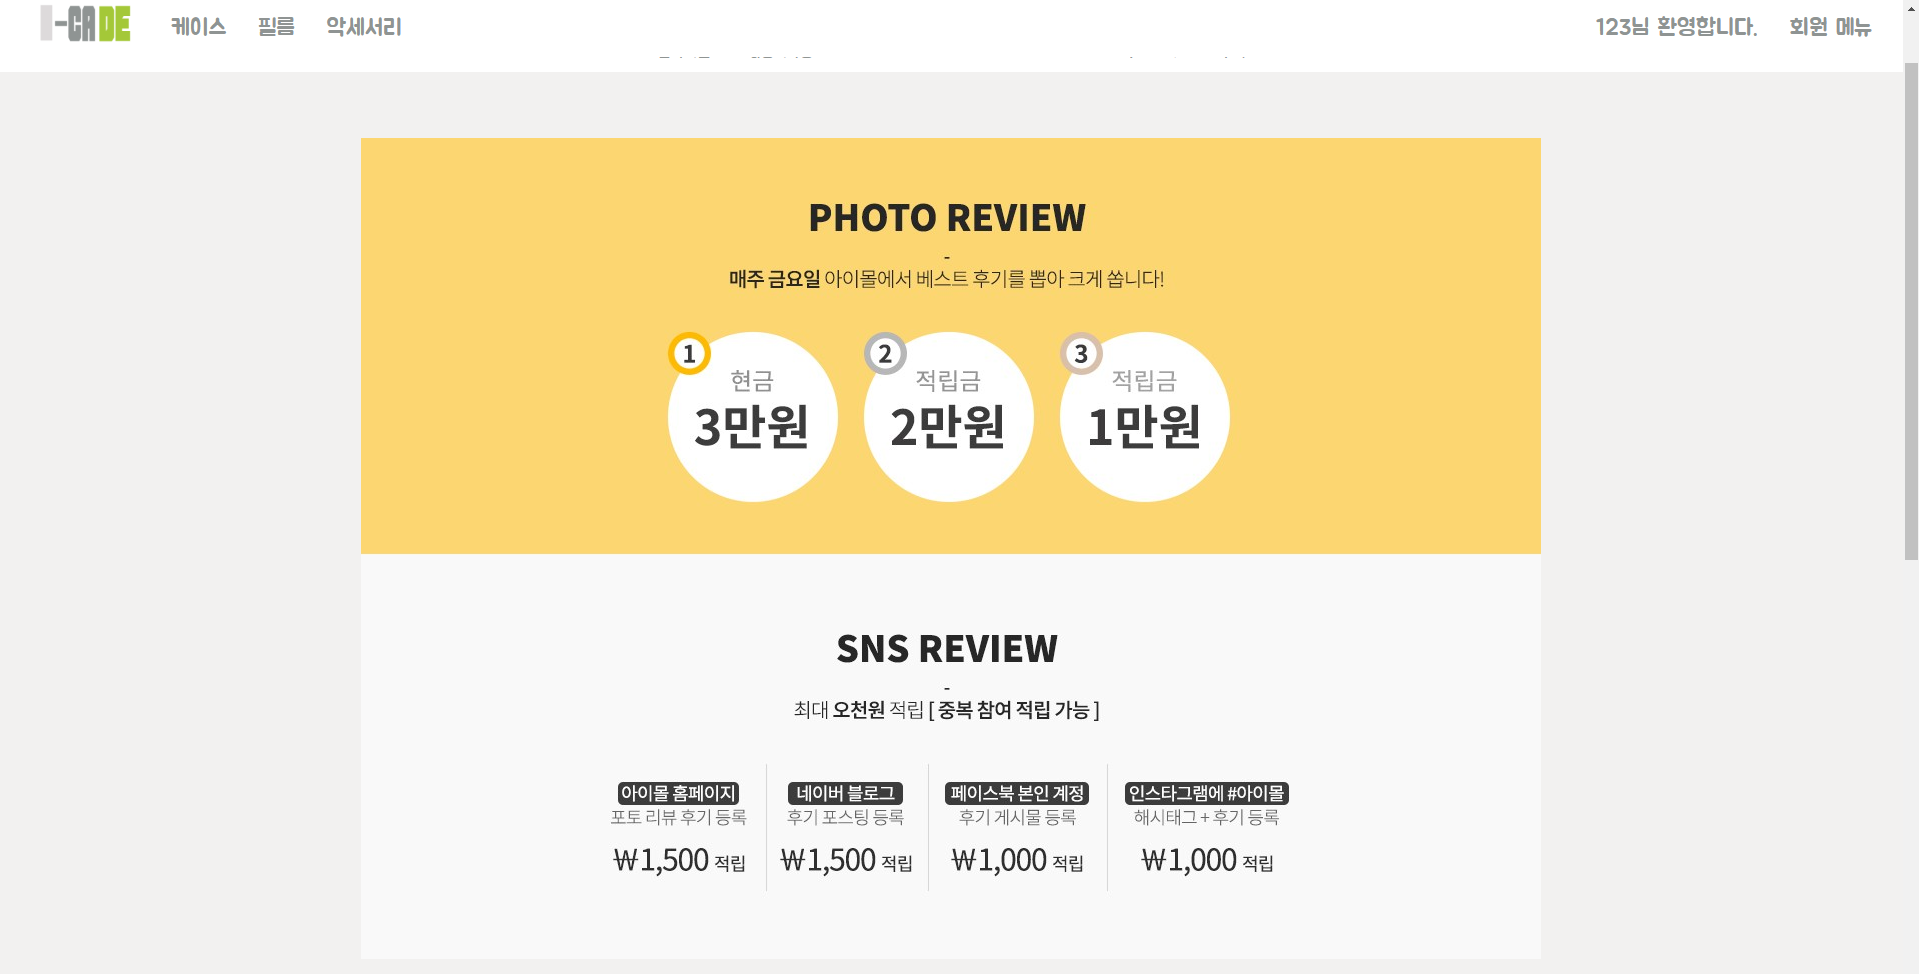 I-CADE 케이스 필름 악세서리 123님 환영합니다. 회원 메뉴
PHOTO REVIEW
-
매주 금요일 아이몰에서 베스트 후기를 뽑아 크게 쏩니다!
1 2 3
현금 적립금 적립금
3만원 2만원 1만원
SNS REVIEW
-
최대 오천원 적립 [ 중복 참여 적립 가능 ]
아이몰 홈페이지 네이버 블로그 페이스북 본인 계정 인스타그램에 #아이몰
포토 리뷰 후기 등록 후기 포스팅 등록 후기 게시물 등록 해시태그 + 후기 등록
₩1,500 적립 ₩1,500 적립 ₩1,000 적립 ₩1,000 적립